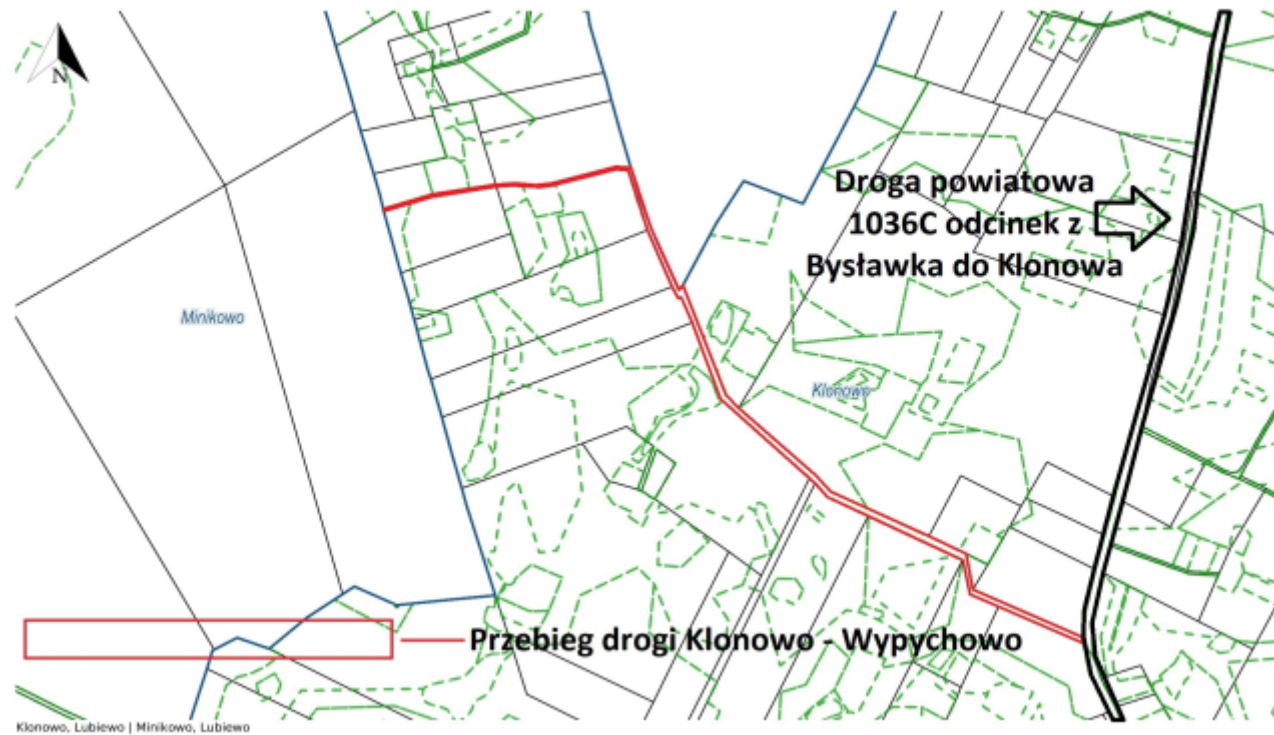 N
Droga powiatowa
1036C odcinek z
Bysławka do Klonowa
Minikowo
Klonowo
Przebieg drogi Klonowo - Wypychowo
Klonowo, Lubiewo | Minikowo, Lubiewo